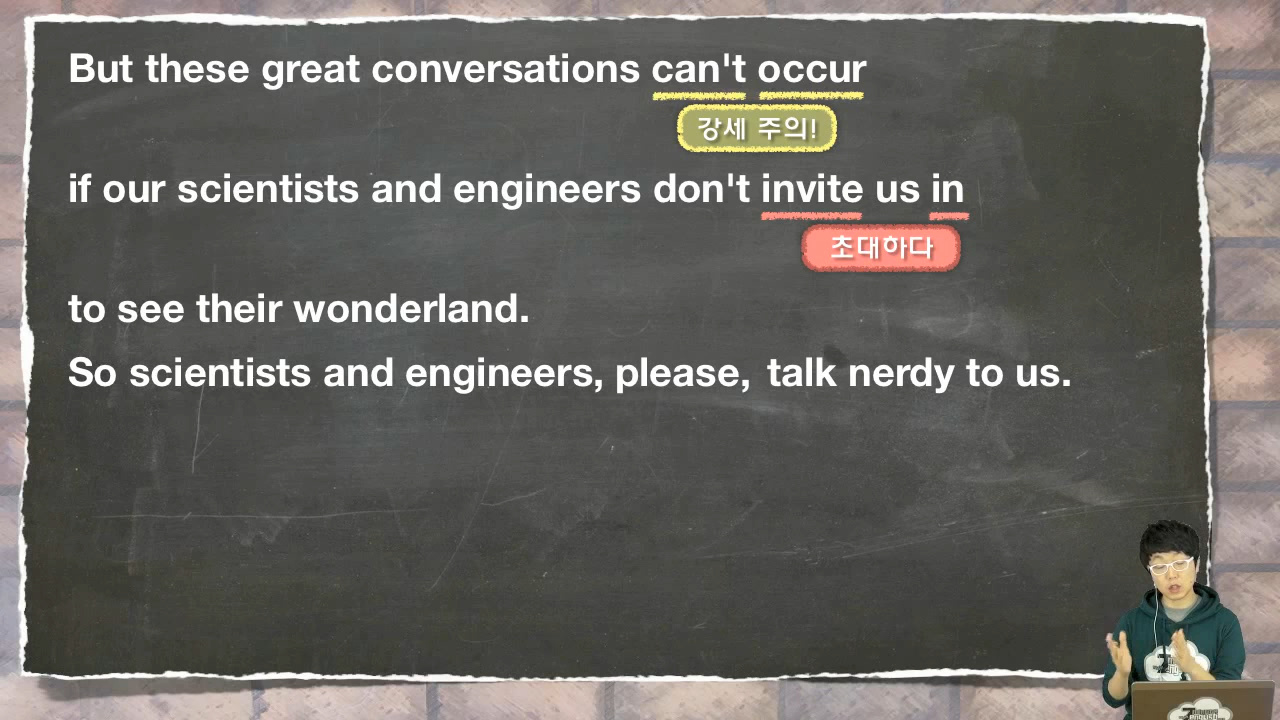 But these great conversations can't occur
강세 주의!
if our scientists and engineers don't invite us in
초대하다
to see their wonderland.
So scientists and engineers, please, talk nerdy to us.